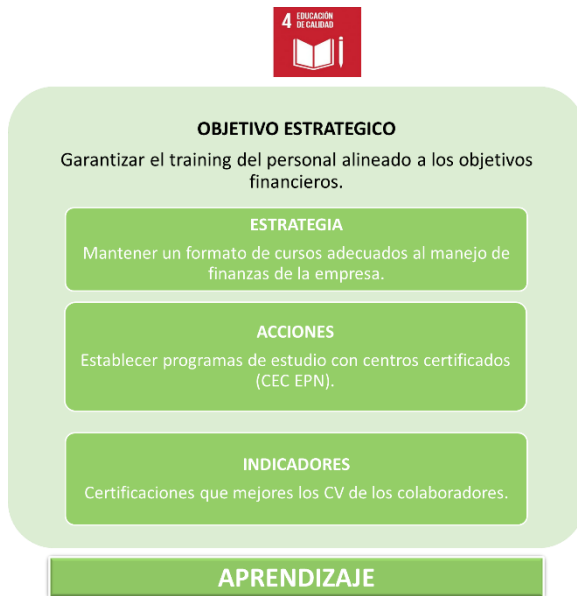 4 EDUCACIÓN
DE CALIDAD
OBJETIVO ESTRATEGICO
Garantizar el training del personal alineado a los objetivos
financieros.
ESTRATEGIA
Mantener un formato de cursos adecuados al manejo de
finanzas de la empresa.
ACCIONES
Establecer programas de estudio con centros certificados
(CEC EPN).
INDICADORES
Certificaciones que mejores los CV de los colaboradores.
APRENDIZAJE